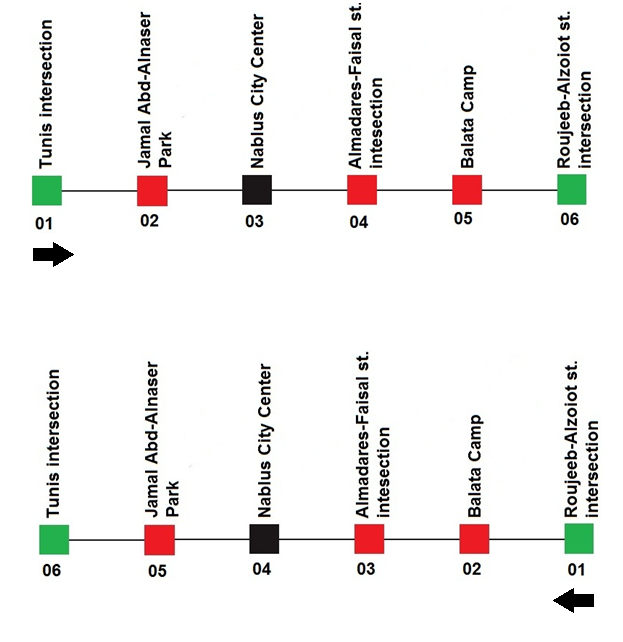 Tunis intersection
Jamal Abd-Alnaser
Park
Nablus City Center
Almadares-Faisal st.
intesection
Balata Camp
Roujeeb-Alzoiot st.
intersection
01
02
03
04
05
06
Tunis intersection
Jamal Abd-Alnaser
Park
Nablus City Center
Almadares-Faisal st.
intesection
Balata Camp
Roujeeb-Alzoiot st.
intersection
06
05
04
03
02
01